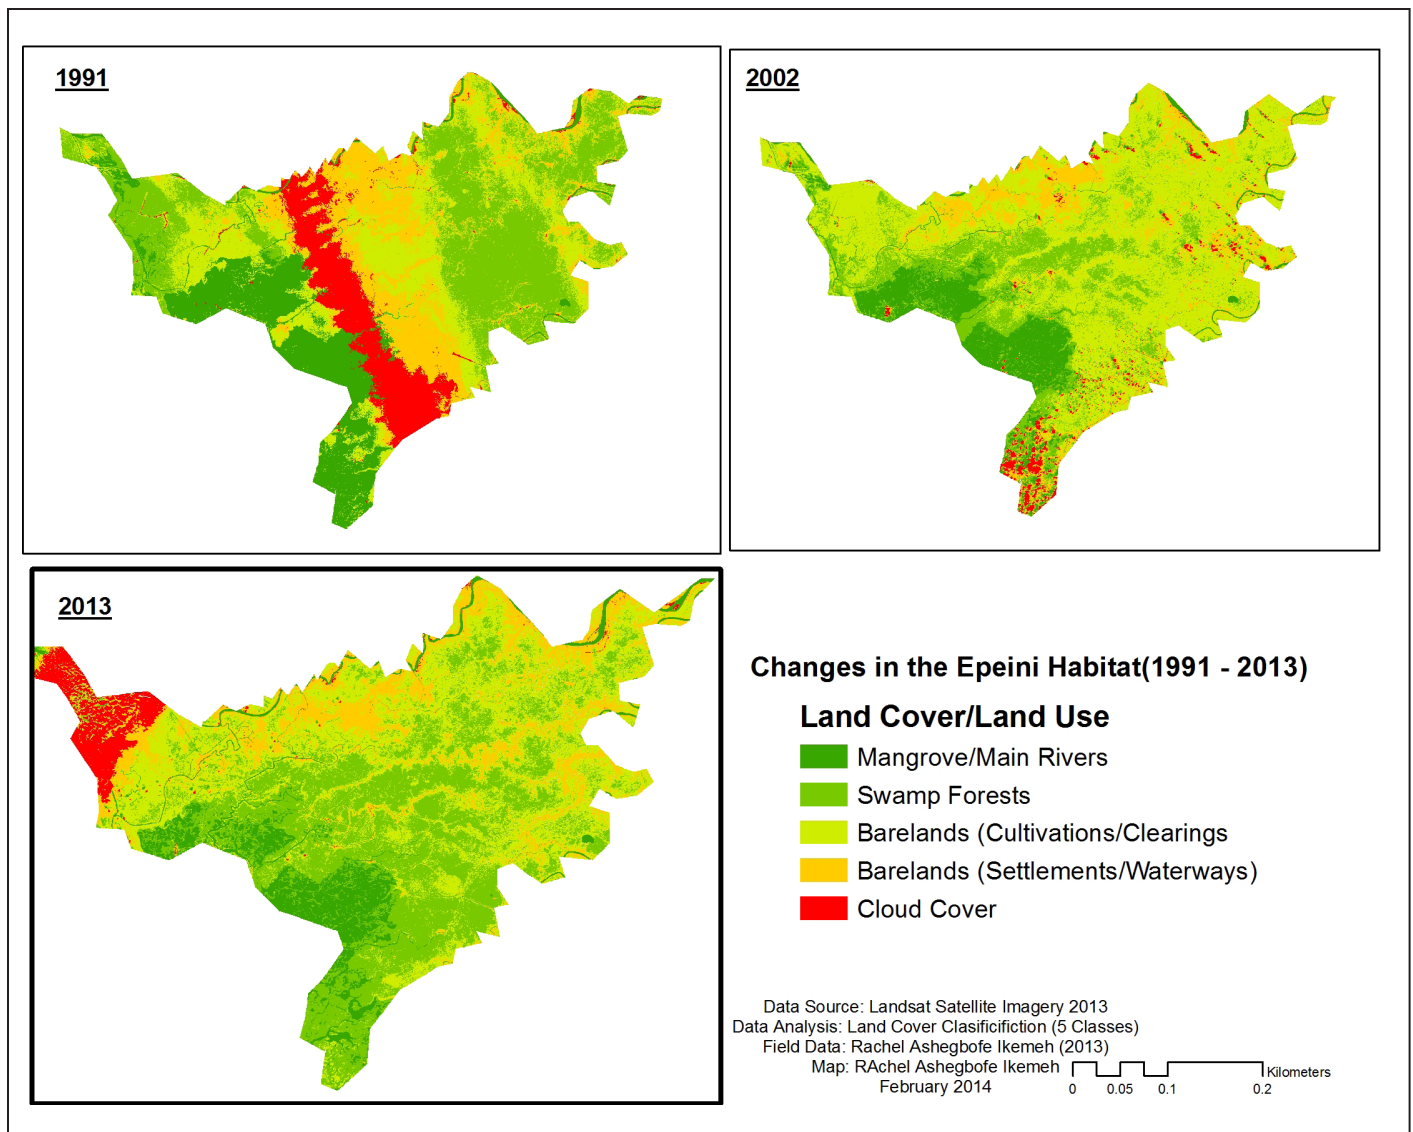 1991
2002
2013
Changes in the Epeini Habitat(1991 - 2013)
Land Cover/Land Use
Mangrove/Main Rivers
Swamp Forests
Barelands (Cultivations/Clearings
Barelands (Settlements/Waterways)
Cloud Cover
Data Source: Landsat Satellite Imagery 2013
Data Analysis: Land Cover Clasificifiction (5 Classes)
Field Data: Rachel Ashegbofe Ikemeh (2013)
Map: RAchel Ashegbofe Ikemeh
February 2014
Kilometers
0 0.05 0.1 0.2